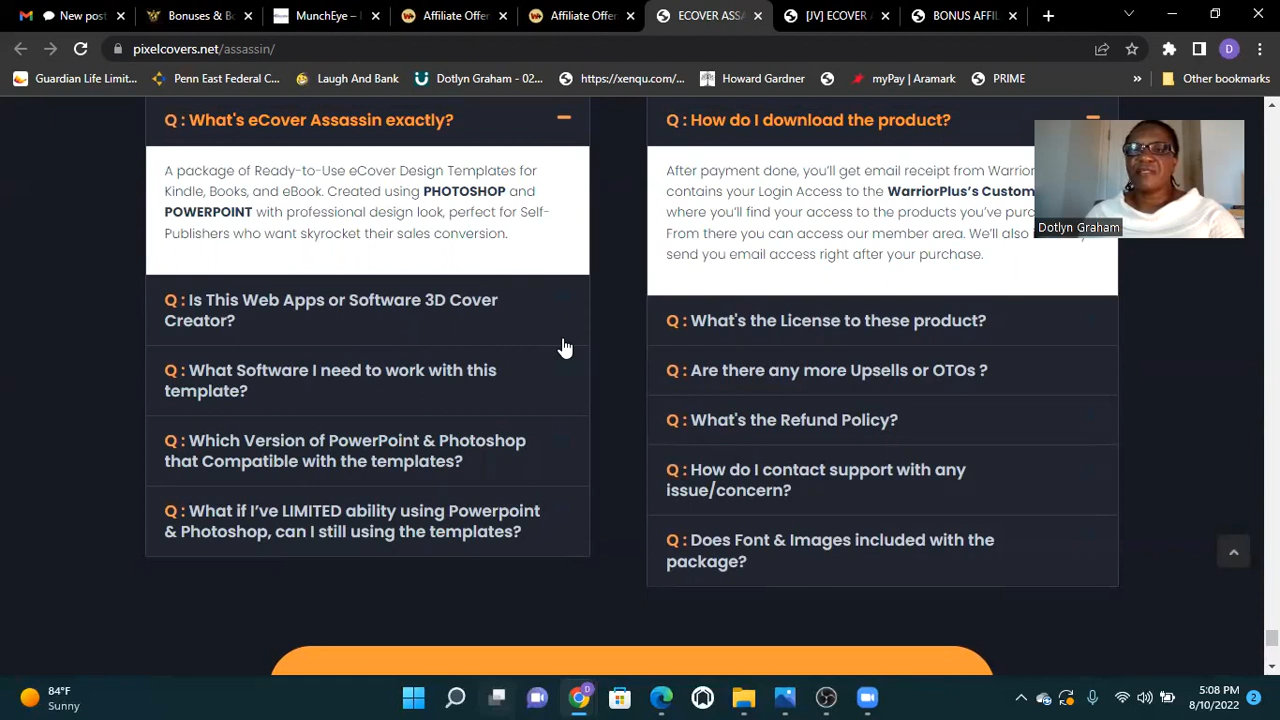 New post
Bonuses & Bo
MunchEye –
Affiliate Offer
Affiliate Offer
ECOVER ASSA
[JV] ECOVER A
BONUS AFFIL
pixelcovers.net/assassin/
D
Guardian Life Limit...
Penn East Federal C...
Laugh And Bank
Dotlyn Graham - 02...
https://xenqu.com/...
Howard Gardner
myPay | Aramark
PRIME
»
Other bookmarks
Q : What's eCover Assassin exactly?
A package of Ready-to-Use eCover Design Templates for
Kindle, Books, and eBook. Created using PHOTOSHOP and
POWERPOINT with professional design look, perfect for Self-
Publishers who want skyrocket their sales conversion.
Q : Is This Web Apps or Software 3D Cover
Creator?
Q : What Software I need to work with this
template?
Q : Which Version of PowerPoint & Photoshop
that Compatible with the templates?
Q : What if I've LIMITED ability using Powerpoint
& Photoshop, can I still using the templates?
Q : How do I download the product?
After payment done, you'll get email receipt from Warrior
contains your Login Access to the WarriorPlus's Custom
where you'll find your access to the products you've purc
From there you can access our member area. We'll also
send you email access right after your purchase.
Q : What's the License to these product?
Q : Are there any more Upsells or OTOs ?
Q : What's the Refund Policy?
Q : How do I contact support with any
issue/concern?
Q : Does Font & Images included with the
package?
Dotlyn Graham
84°F
Sunny
5:08 PM
8/10/2022
2